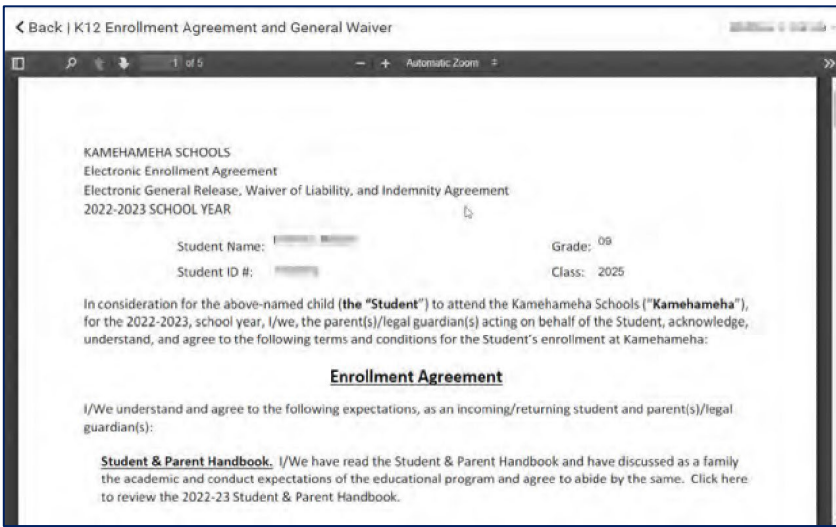 Back | K12 Enrollment Agreement and General Waiver
1 of 5
Automatic Zoom
KAMEHAMEHA SCHOOLS
Electronic Enrollment Agreement
Electronic General Release, Waiver of Liability, and Indemnity Agreement
2022-2023 SCHOOL YEAR
Student Name:
Grade: 09
Student ID #:
Class: 2025
In consideration for the above-named child (the “Student”) to attend the Kamehameha Schools (“Kamehameha”),
for the 2022-2023, school year, I/we, the parent(s)/legal guardian(s) acting on behalf of the Student, acknowledge,
understand, and agree to the following terms and conditions for the Student’s enrollment at Kamehameha:
Enrollment Agreement
I/We understand and agree to the following expectations, as an incoming/returning student and parent(s)/legal
guardian(s):
Student & Parent Handbook. I/We have read the Student & Parent Handbook and have discussed as a family
the academic and conduct expectations of the educational program and agree to abide by the same. Click here
to review the 2022-23 Student & Parent Handbook.